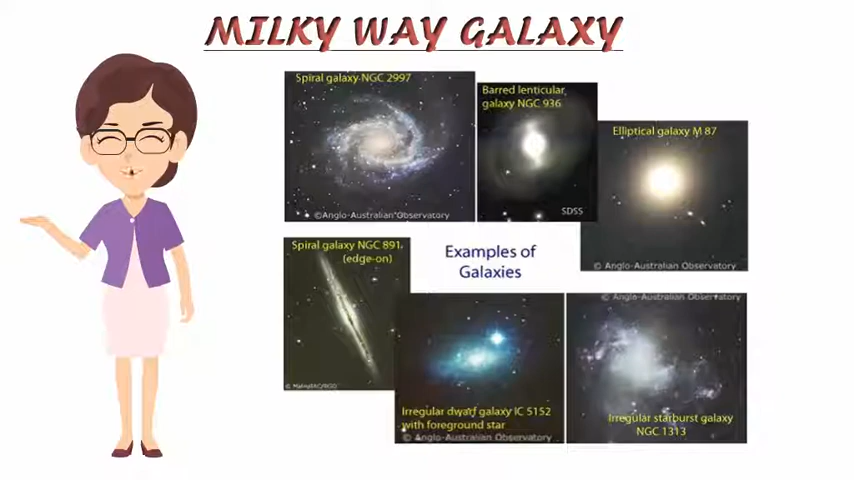 MILKY WAY GALAXY
Spiral galaxy NGC 2997
©Anglo-Australian Observatory
Barred lenticular
galaxy NGC 936
SDSS
Elliptical galaxy M 87
© Anglo-Australian Observatory
Spiral galaxy NGC 891
(edge-on)
Examples of
Galaxies
Irregular dwarf galaxy IC 5152
with foreground star
© Anglo-Australian Observatory
© Anglo-Australian Observatory
Irregular starburst galaxy
NGC 1313